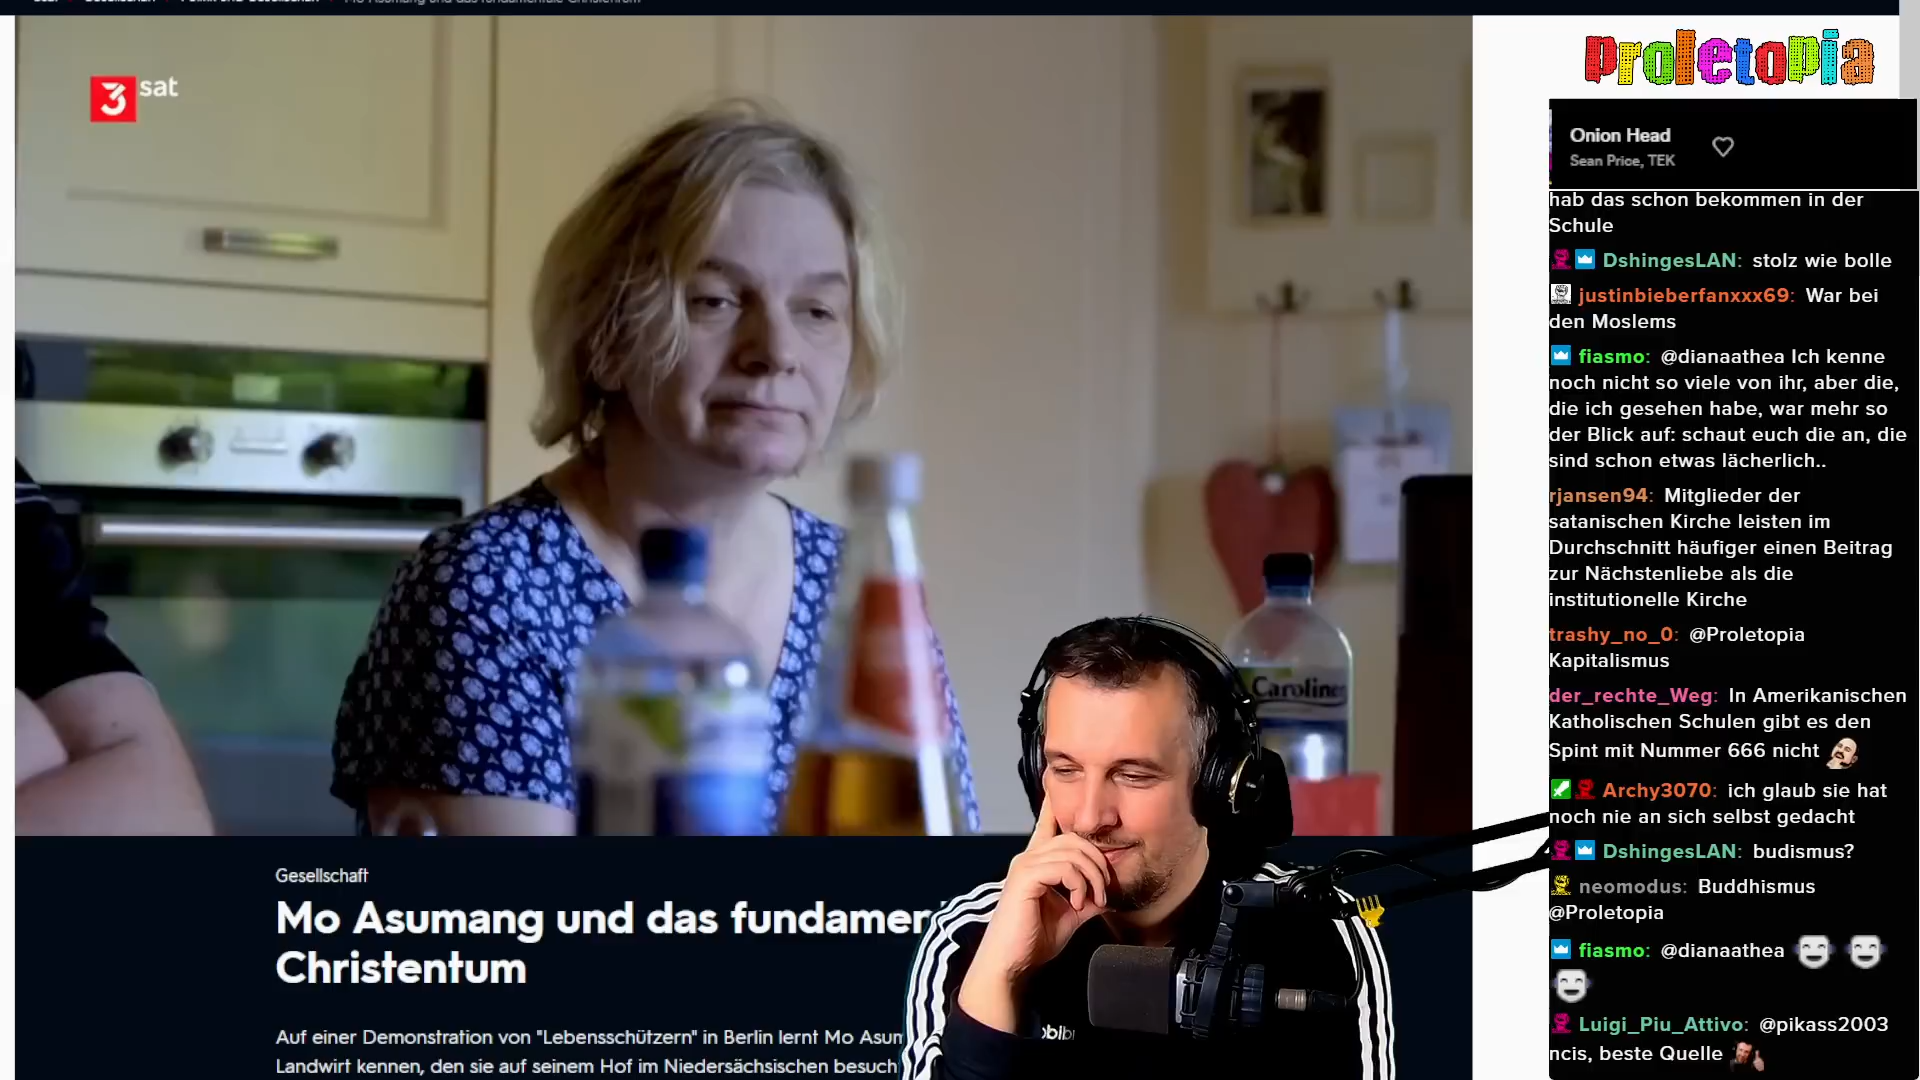 Mo Asumang und das fundamentale Christentum
3sat
Proletopia
Onion Head
Sean Price, TEK
hab das schon bekommen in der
Schule
DshingesLAN: stolz wie bolle
justinbieberfanxxx69: War bei
den Moslems
fiasmo: @dianaathea Ich kenne
noch nicht so viele von ihr, aber die,
die ich gesehen habe, war mehr so
der Blick auf: schaut euch die an, die
sind schon etwas lächerlich..
rjansen94: Mitglieder der
satanischen Kirche leisten im
Durchschnitt häufiger einen Beitrag
zur Nächstenliebe als die
institutionelle Kirche
trashy_no_0: @Proletopia
Kapitalismus
der_rechte_Weg: In Amerikanischen
Katholischen Schulen gibt es den
Spint mit Nummer 666 nicht
Archy3070: ich glaub sie hat
noch nie an sich selbst gedacht
DshingesLAN: budismus?
neomodus: Buddhismus
@Proletopia
fiasmo: @dianaathea
Luigi_Piu_Attivo: @pikass2003
ncis, beste Quelle
Caroline
Gesellschaft
Mo Asumang und das fundamen
Christentum
Auf einer Demonstration von "Lebensschützern" in Berlin lernt Mo Asum
Landwirt kennen, den sie auf seinem Hof im Niedersächsischen besuch